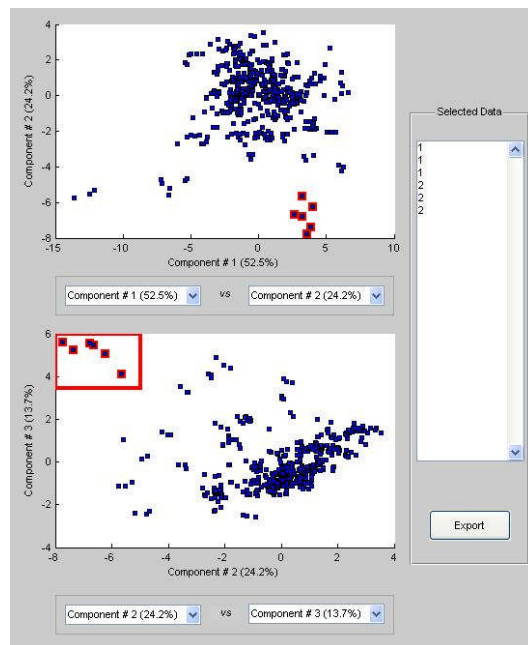 4
2
0
-2
-4
-6
-8
Component # 2 (24.2%)
-15 -10 -5 0 5 10
Component # 1 (52.5%)
Component # 1 (52.5%) vs Component # 2 (24.2%)
6
4
2
0
-2
-4
Component # 3 (13.7%)
-8 -6 -4 -2 0 2 4
Component # 2 (24.2%)
Component # 2 (24.2%) vs Component # 3 (13.7%)
Selected Data
1
1
1
2
2
2
Export